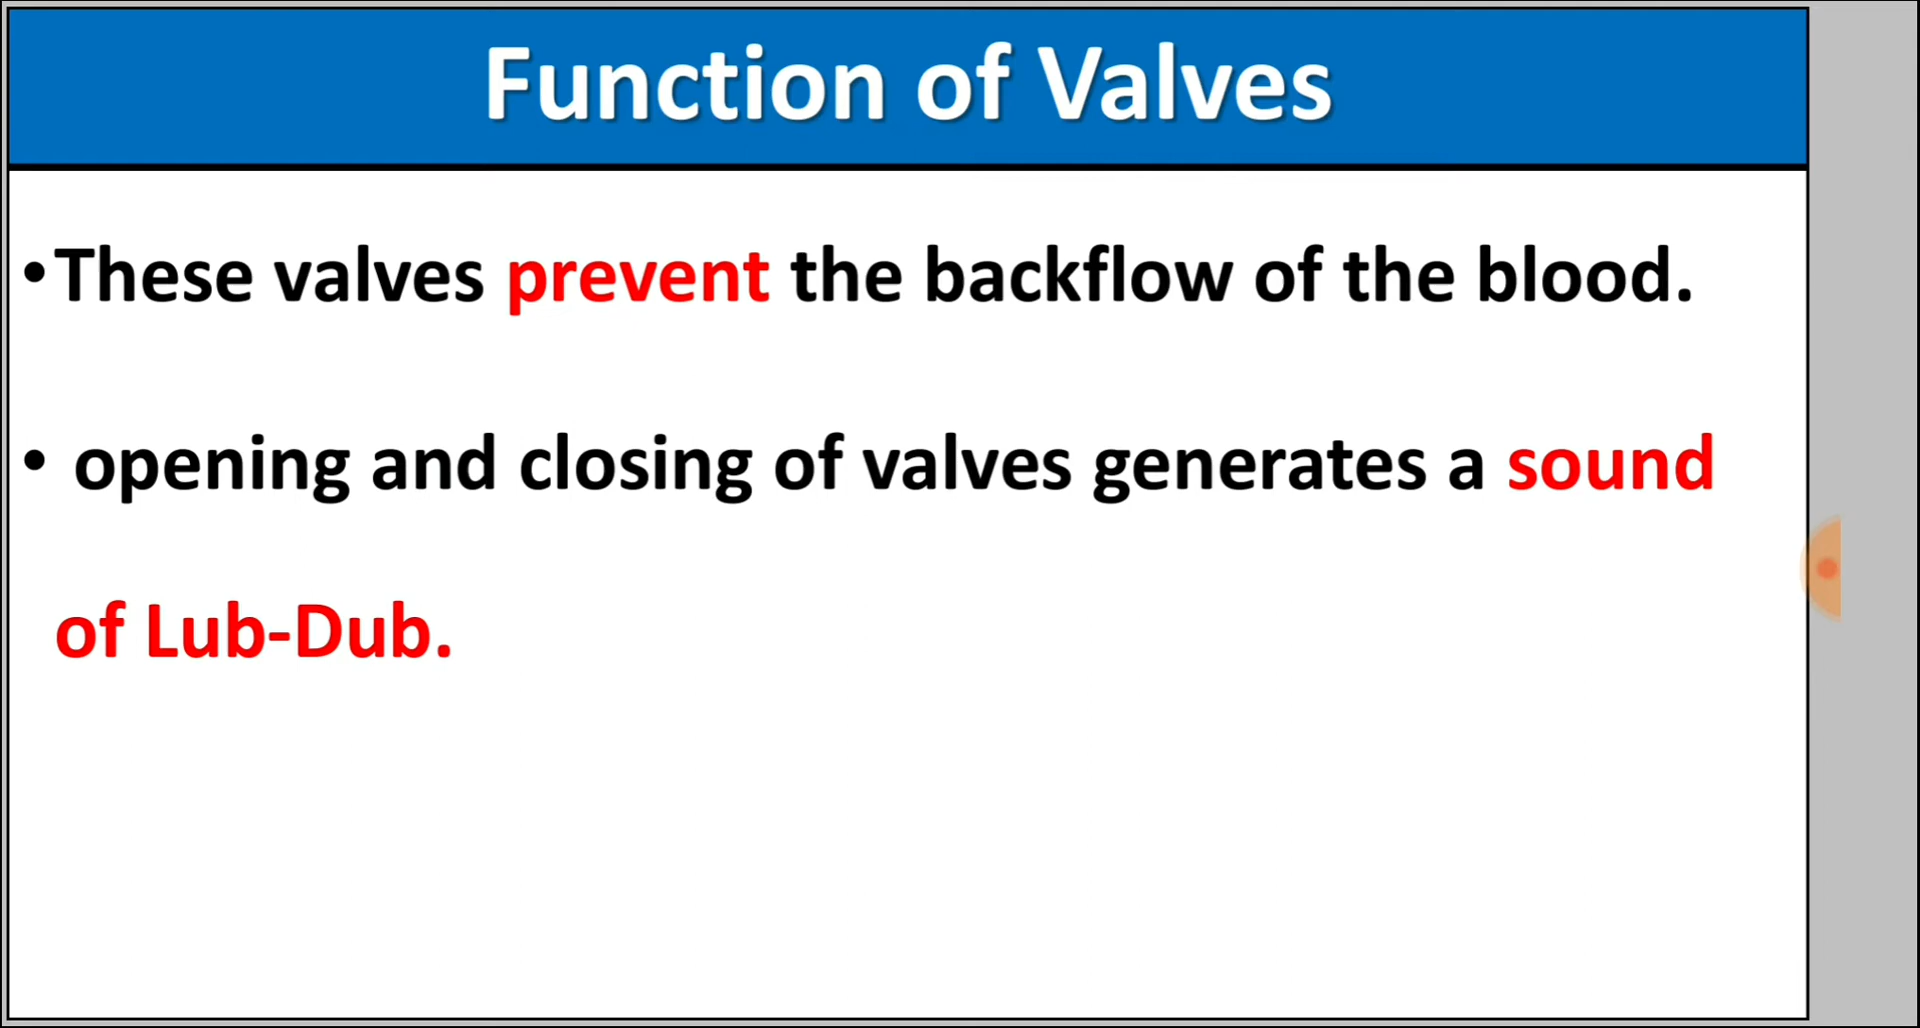 Function of Valves
•These valves prevent the backflow of the blood.
• opening and closing of valves generates a sound
of Lub-Dub.